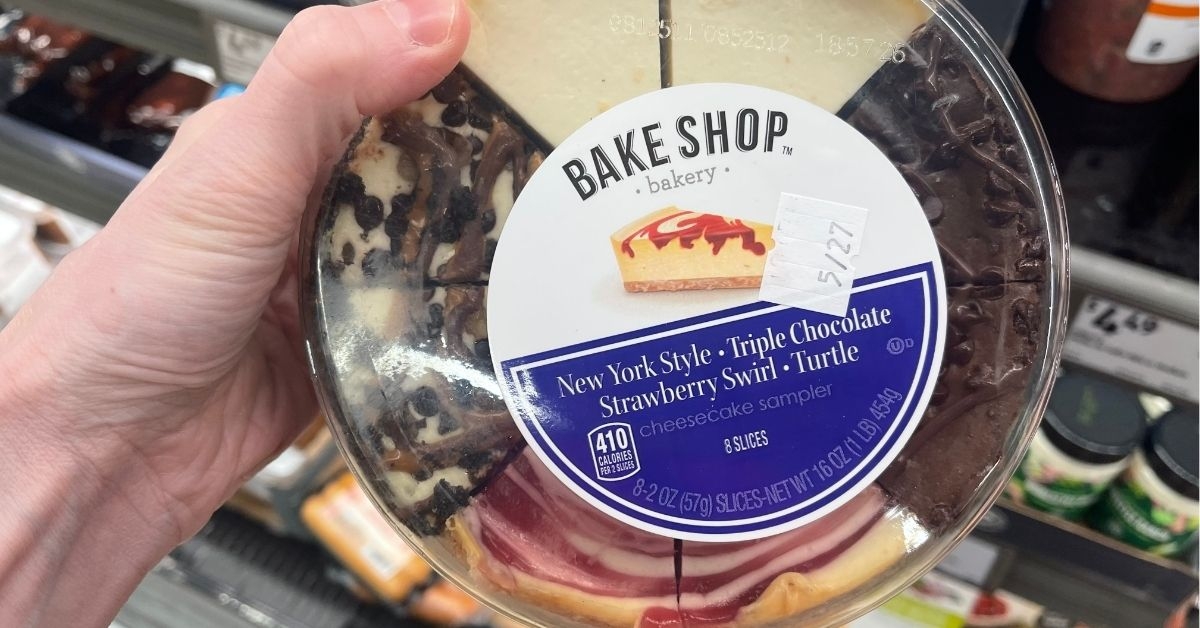 BAKE SHOP™
• bakery •
5/27
New York Style • Triple Chocolate
Strawberry Swirl • Turtle
cheesecake sampler
8 SLICES
410
CALORIES
PER 2 SLICES
8-2 OZ (57g) SLICES-NET WT 16 OZ (1 LB) 454g
UD